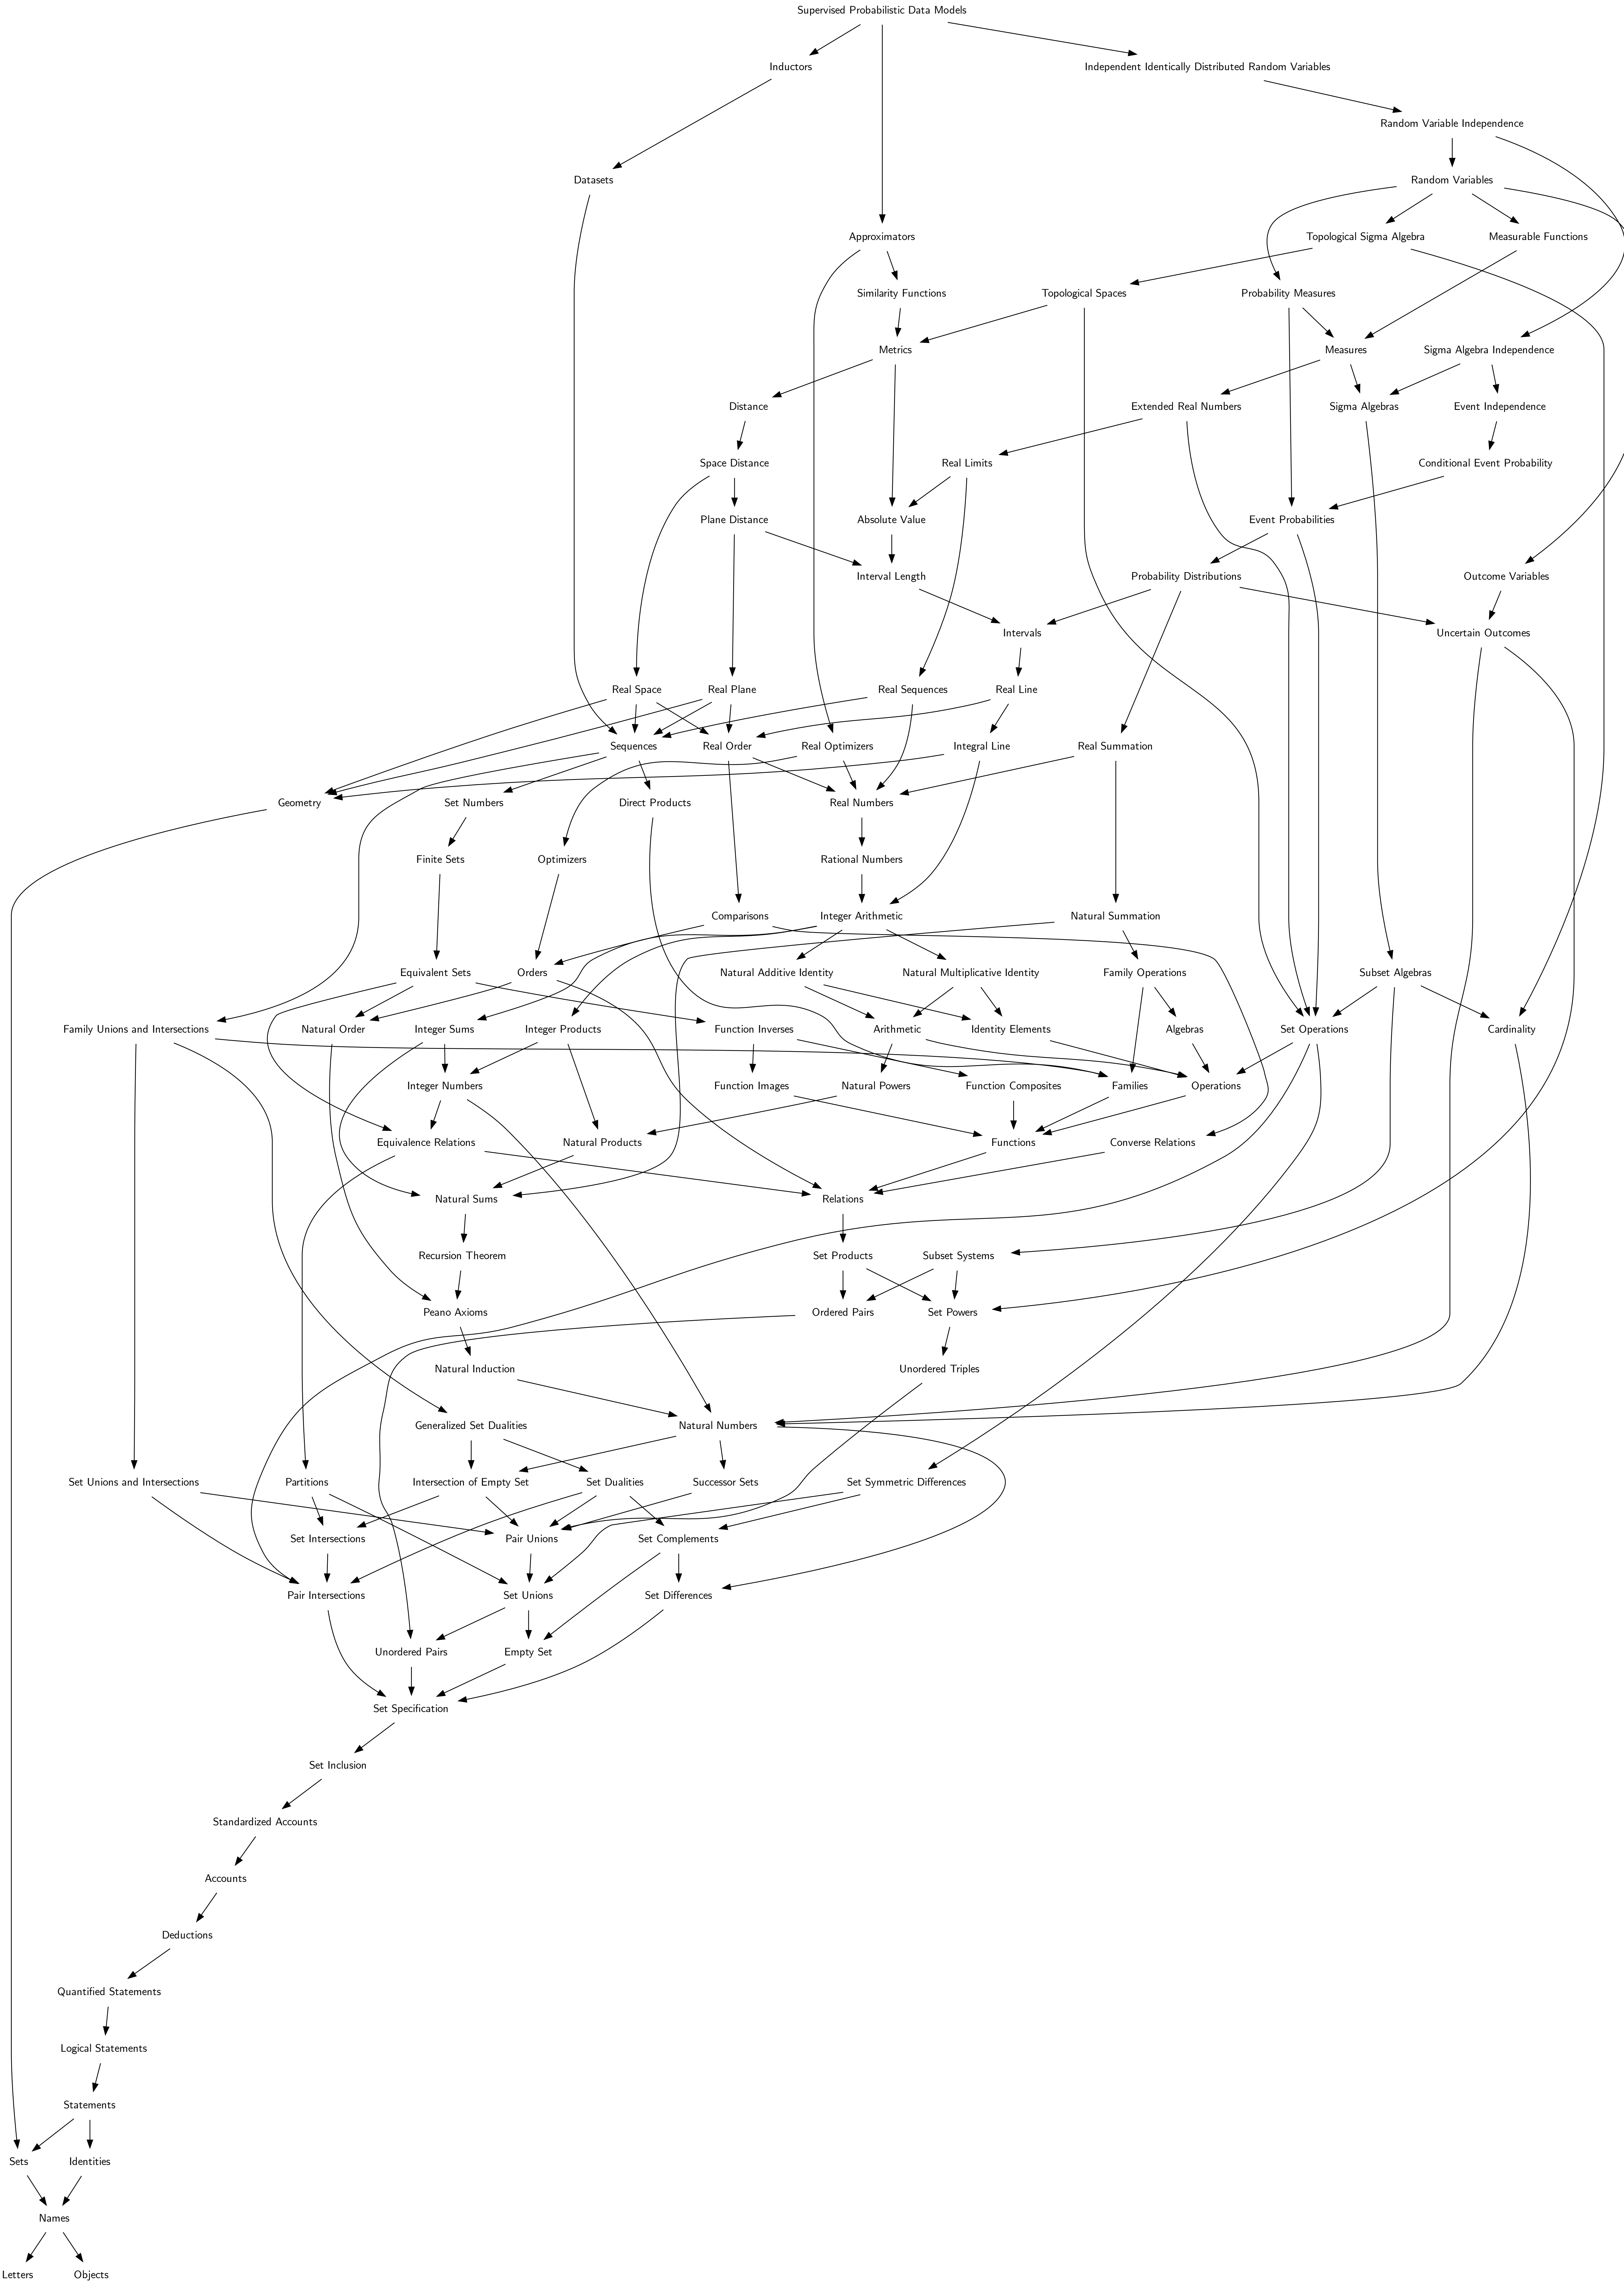 Supervised Probabilistic Data Models
Inductors
Independent Identically Distributed Random Variables
Random Variable Independence
Datasets
Random Variables
Approximators
Topological Sigma Algebra
Measurable Functions
Similarity Functions
Topological Spaces
Probability Measures
Metrics
Measures
Sigma Algebra Independence
Distance
Extended Real Numbers
Sigma Algebras
Event Independence
Space Distance
Real Limits
Conditional Event Probability
Plane Distance
Absolute Value
Event Probabilities
Interval Length
Probability Distributions
Outcome Variables
Intervals
Uncertain Outcomes
Real Space
Real Plane
Real Sequences
Real Line
Sequences
Real Order
Real Optimizers
Integral Line
Real Summation
Geometry
Set Numbers
Direct Products
Real Numbers
Finite Sets
Optimizers
Rational Numbers
Comparisons
Integer Arithmetic
Natural Summation
Equivalent Sets
Orders
Natural Additive Identity
Natural Multiplicative Identity
Family Operations
Subset Algebras
Family Unions and Intersections
Natural Order
Integer Sums
Integer Products
Function Inverses
Arithmetic
Identity Elements
Algebras
Set Operations
Cardinality
Integer Numbers
Function Images
Natural Powers
Function Composites
Families
Operations
Equivalence Relations
Natural Products
Functions
Converse Relations
Natural Sums
Relations
Recursion Theorem
Set Products
Subset Systems
Peano Axioms
Ordered Pairs
Set Powers
Natural Induction
Unordered Triples
Generalized Set Dualities
Natural Numbers
Set Unions and Intersections
Partitions
Intersection of Empty Set
Set Dualities
Successor Sets
Set Symmetric Differences
Set Intersections
Pair Unions
Set Complements
Pair Intersections
Set Unions
Set Differences
Unordered Pairs
Empty Set
Set Specification
Set Inclusion
Standardized Accounts
Accounts
Deductions
Quantified Statements
Logical Statements
Statements
Sets
Identities
Names
Letters
Objects